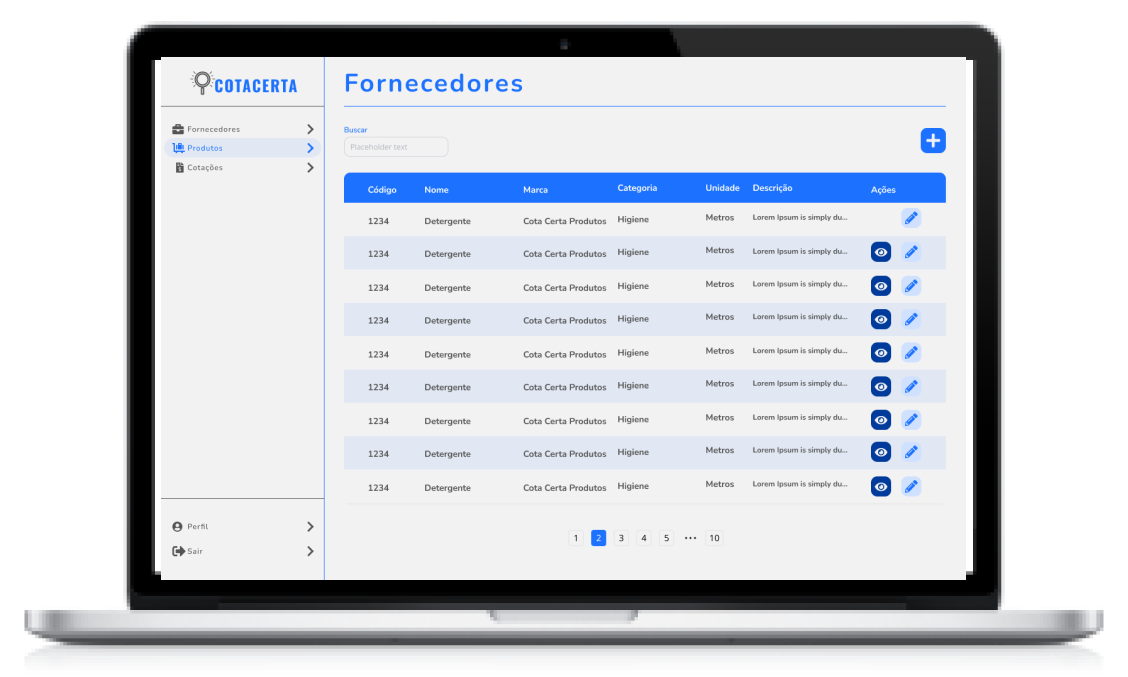 COTACERTA
Fornecedores
Produtos
Cotações
Perfil
Sair
Fornecedores
Buscar
Placeholder text
Código Nome Marca Categoria Unidade Descrição Ações
1234 Detergente Cota Certa Produtos Higiene Metros Lorem Ipsum is simply du...
1234 Detergente Cota Certa Produtos Higiene Metros Lorem Ipsum is simply du...
1234 Detergente Cota Certa Produtos Higiene Metros Lorem Ipsum is simply du...
1234 Detergente Cota Certa Produtos Higiene Metros Lorem Ipsum is simply du...
1234 Detergente Cota Certa Produtos Higiene Metros Lorem Ipsum is simply du...
1234 Detergente Cota Certa Produtos Higiene Metros Lorem Ipsum is simply du...
1234 Detergente Cota Certa Produtos Higiene Metros Lorem Ipsum is simply du...
1234 Detergente Cota Certa Produtos Higiene Metros Lorem Ipsum is simply du...
1234 Detergente Cota Certa Produtos Higiene Metros Lorem Ipsum is simply du...
1 2 3 4 5 ••• 10